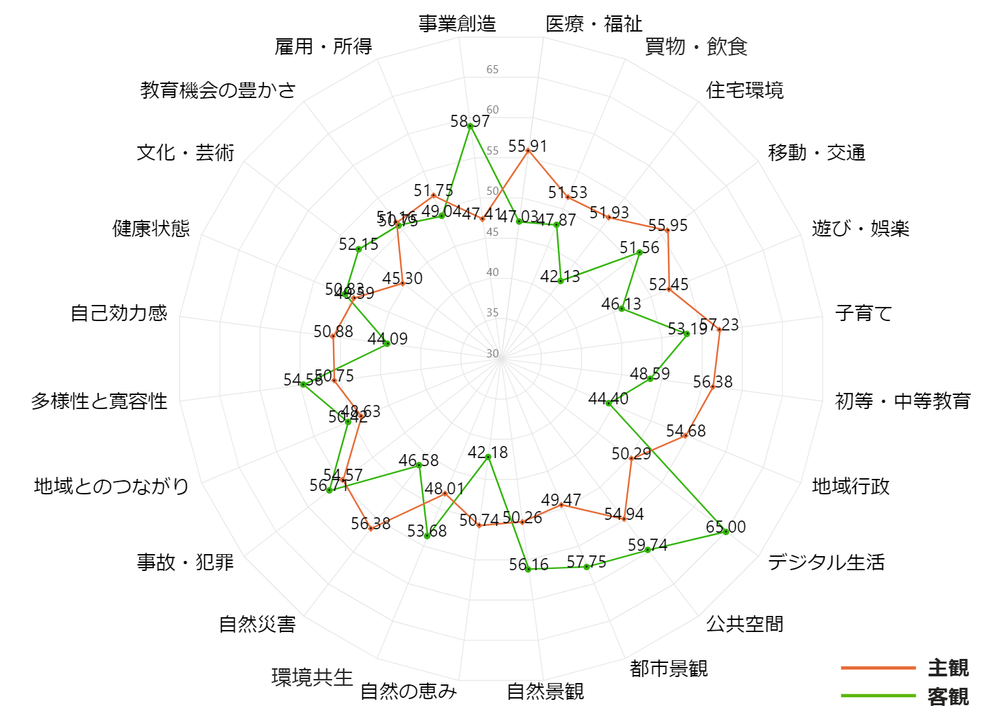 事業創造
医療・福祉
雇用・所得
買物・飲食
教育機会の豊かさ
住宅環境
文化・芸術
移動・交通
健康状態
遊び・娯楽
自己効力感
子育て
多様性と寛容性
初等・中等教育
地域とのつながり
地域行政
事故・犯罪
デジタル生活
自然災害
公共空間
環境共生
都市景観
自然の恵み
自然景観
65
60
55
50
45
40
35
30
58.97
55.91
51.75
51.53
49.04
47.41
47.03
47.87
51.93
51.16
50.75
55.95
52.15
51.56
45.30
42.13
52.45
50.83
49.59
46.13
50.88
44.09
53.19
57.23
54.56
50.75
48.59
56.38
44.40
50.42
48.63
54.68
50.29
42.18
46.58
54.57
56.71
48.01
49.47
50.74
50.26
54.94
56.38
53.68
65.00
59.74
56.16
57.75
主観
客観